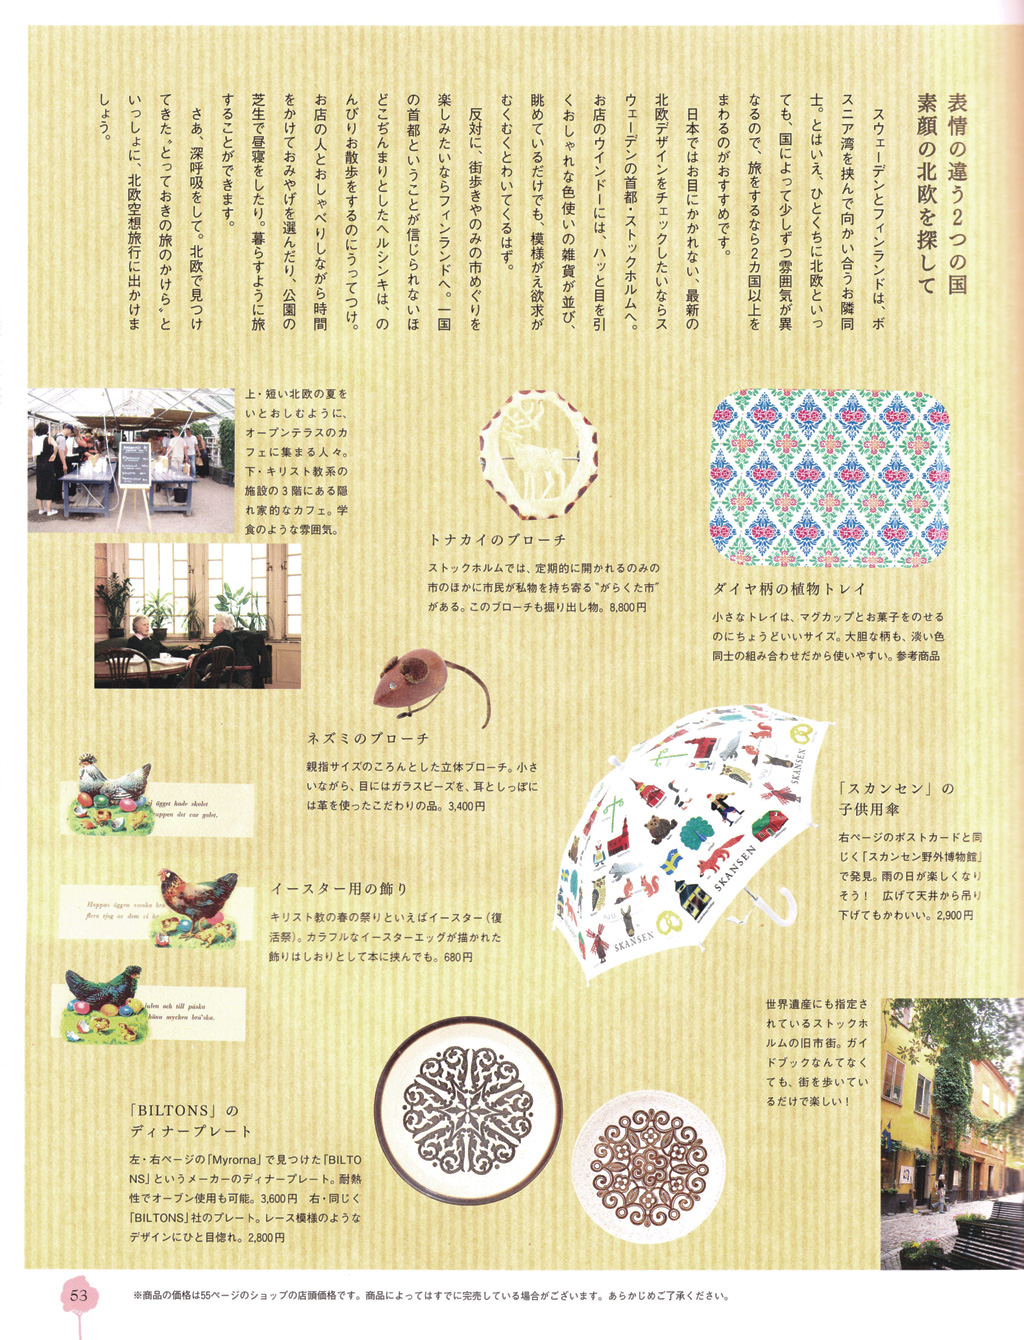 表情の違う2つの国
素顔の北欧を探して
スウェーデンとフィンランドは、ボ
スニア湾を挟んで向かい合うお隣同
士。とはいえ、ひとくちに北欧といっ
ても、国によって少しずつ雰囲気が異
なるので、旅をするなら2カ国以上を
まわるのがおすすめです。
日本ではお目にかかれない、最新の
北欧デザインをチェックしたいならス
ウェーデンの首都・ストックホルムへ。
お店のウインドーには、ハッと目を引
くおしゃれな色使いの雑貨が並び、
眺めているだけでも、模様がえ欲求が
むくむくとわいてくるはず。
反対に、街歩きやのみの市めぐりを
楽しみたいならフィンランドへ。一国
の首都ということが信じられないほ
どこぢんまりとしたヘルシンキは、の
んびりお散歩をするのにうってつけ。
お店の人とおしゃべりしながら時間
をかけておみやげを選んだり、公園の
芝生で昼寝をしたり。暮らすように旅
することができます。
さあ、深呼吸をして。北欧で見つけ
てきた〝とっておきの旅のかけら〟と
いっしょに、北欧空想旅行に出かけま
しょう。
上・短い北欧の夏を
いとおしむように、
オープンテラスのカ
フェに集まる人々。
下・キリスト教系の
施設の3階にある隠
れ家的なカフェ。学
食のような雰囲気。
トナカイのブローチ
ストックホルムでは、定期的に開かれるのみの
市のほかに市民が私物を持ち寄る"がらくた市"
がある。このブローチも掘り出し物。8,800円
ダイヤ柄の植物トレイ
小さなトレイは、マグカップとお菓子をのせる
のにちょうどいいサイズ。大胆な柄も、淡い色
同士の組み合わせだから使いやすい。参考商品
ネズミのブローチ
親指サイズのころんとした立体ブローチ。小さ
いながら、目にはガラスビーズを、耳としっぽに
は革を使ったこだわりの品。3,400円
SKANSEN
SKANSEN
SKANSEN
「スカンセン」の
子供用傘
右ページのポストカードと同
じく「スカンセン野外博物館」
で発見。雨の日が楽しくなり
そう！ 広げて天井から吊り
下げてもかわいい。2,900円
ägget hade skalet
uppan det var galet.
Hoppas äggen vaska
julen och till påska
höna mycken brå'ska.
イースター用の飾り
キリスト教の春の祭りといえばイースター（復
活祭）。カラフルなイースターエッグが描かれた
飾りはしおりとして本に挟んでも。680円
世界遺産にも指定さ
れているストックホ
ルムの旧市街。ガイ
ドブックなんてなく
ても、街を歩いてい
るだけで楽しい！
「BILTONS」の
ディナープレート
左・右ページの「Myrorna」で見つけた「BILTO
NS」というメーカーのディナープレート。耐熱
性でオーブン使用も可能。3,600円 右・同じく
「BILTONS」社のプレート。レース模様のような
デザインにひと目惚れ。2,800円
53
※商品の価格は55ページのショップの店頭価格です。商品によってはすでに完売している場合がございます。あらかじめご了承ください。